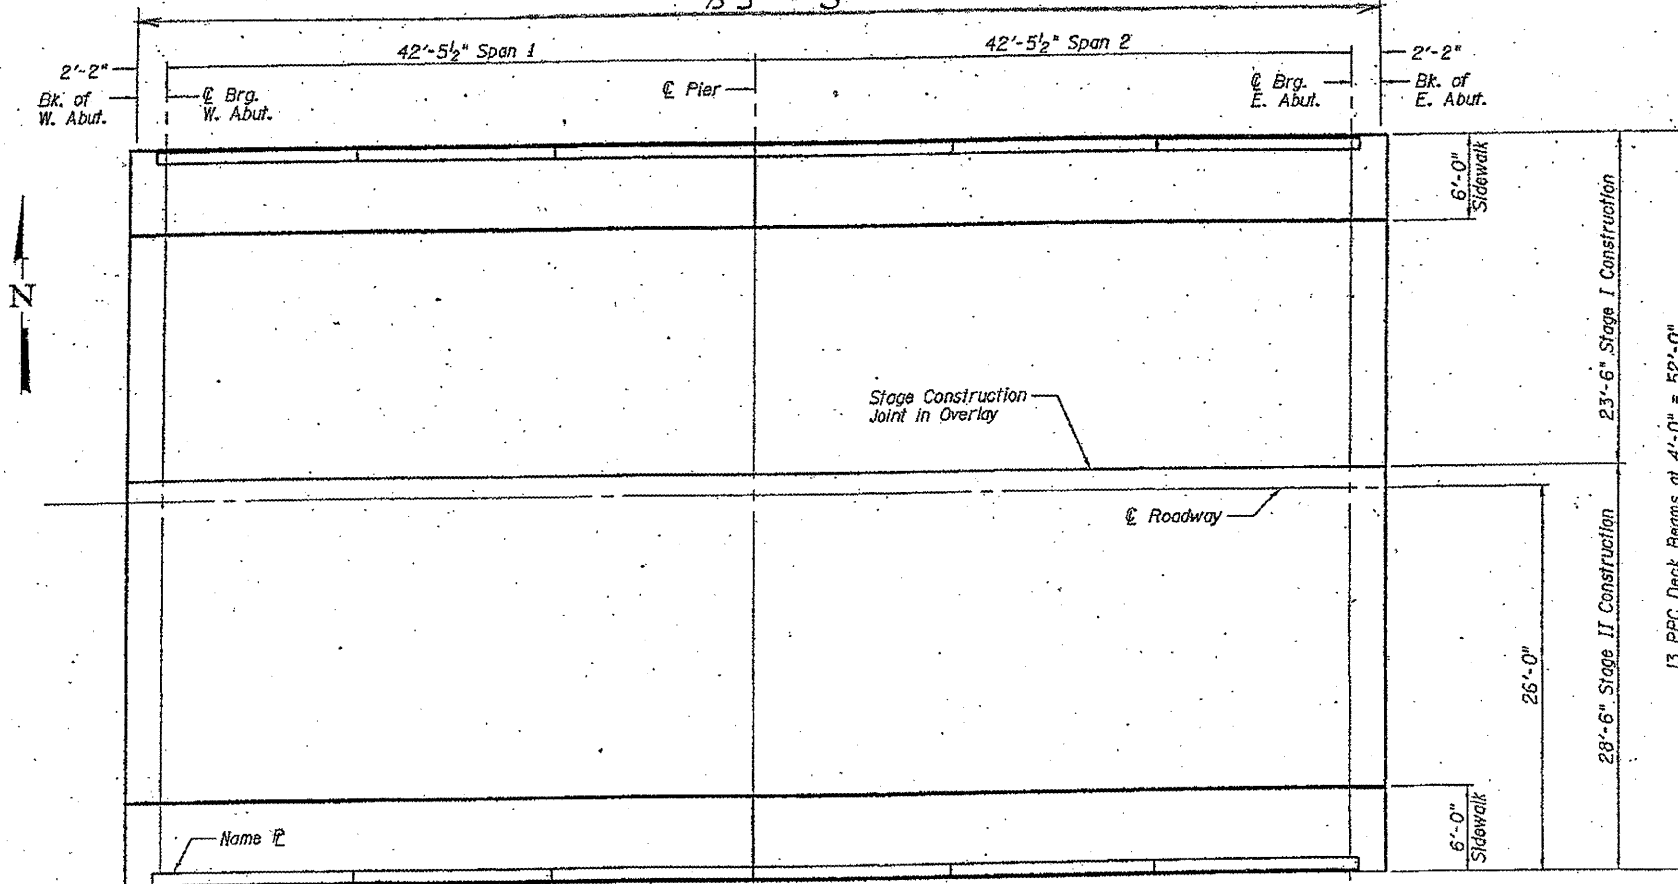 42'-5½" Span 1
42'-5½" Span 2
2'-2"
2'-2"
Bk. of
W. Abut.
℄ Brg.
W. Abut.
℄ Pier
℄ Brg.
E. Abut.
Bk. of
E. Abut.
6'-0"
Sidewalk
N
23'-6" Stage I Construction
13 PPC Deck Beams at 4'-0" = 52'-0"
Stage Construction
Joint in Overlay
℄ Roadway
28'-6" Stage II Construction
26'-0"
6'-0"
Sidewalk
Name ⅊